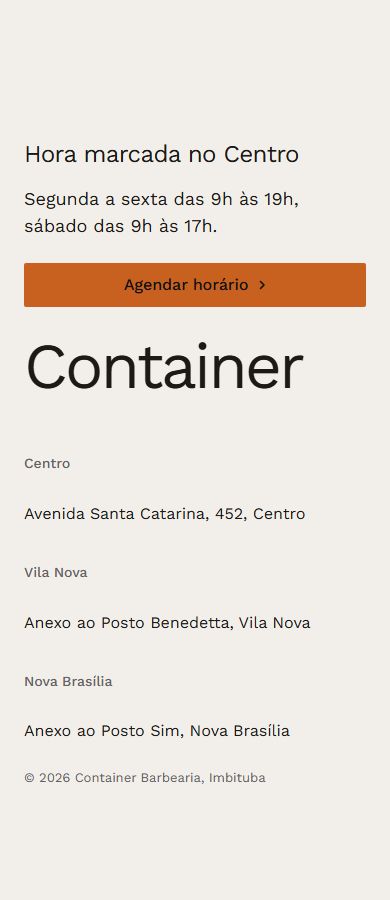 Hora marcada no Centro
Segunda a sexta das 9h às 19h,
sábado das 9h às 17h.
Agendar horário
Container
Centro
Avenida Santa Catarina, 452, Centro
Vila Nova
Anexo ao Posto Benedetta, Vila Nova
Nova Brasília
Anexo ao Posto Sim, Nova Brasília
© 2026 Container Barbearia, Imbituba